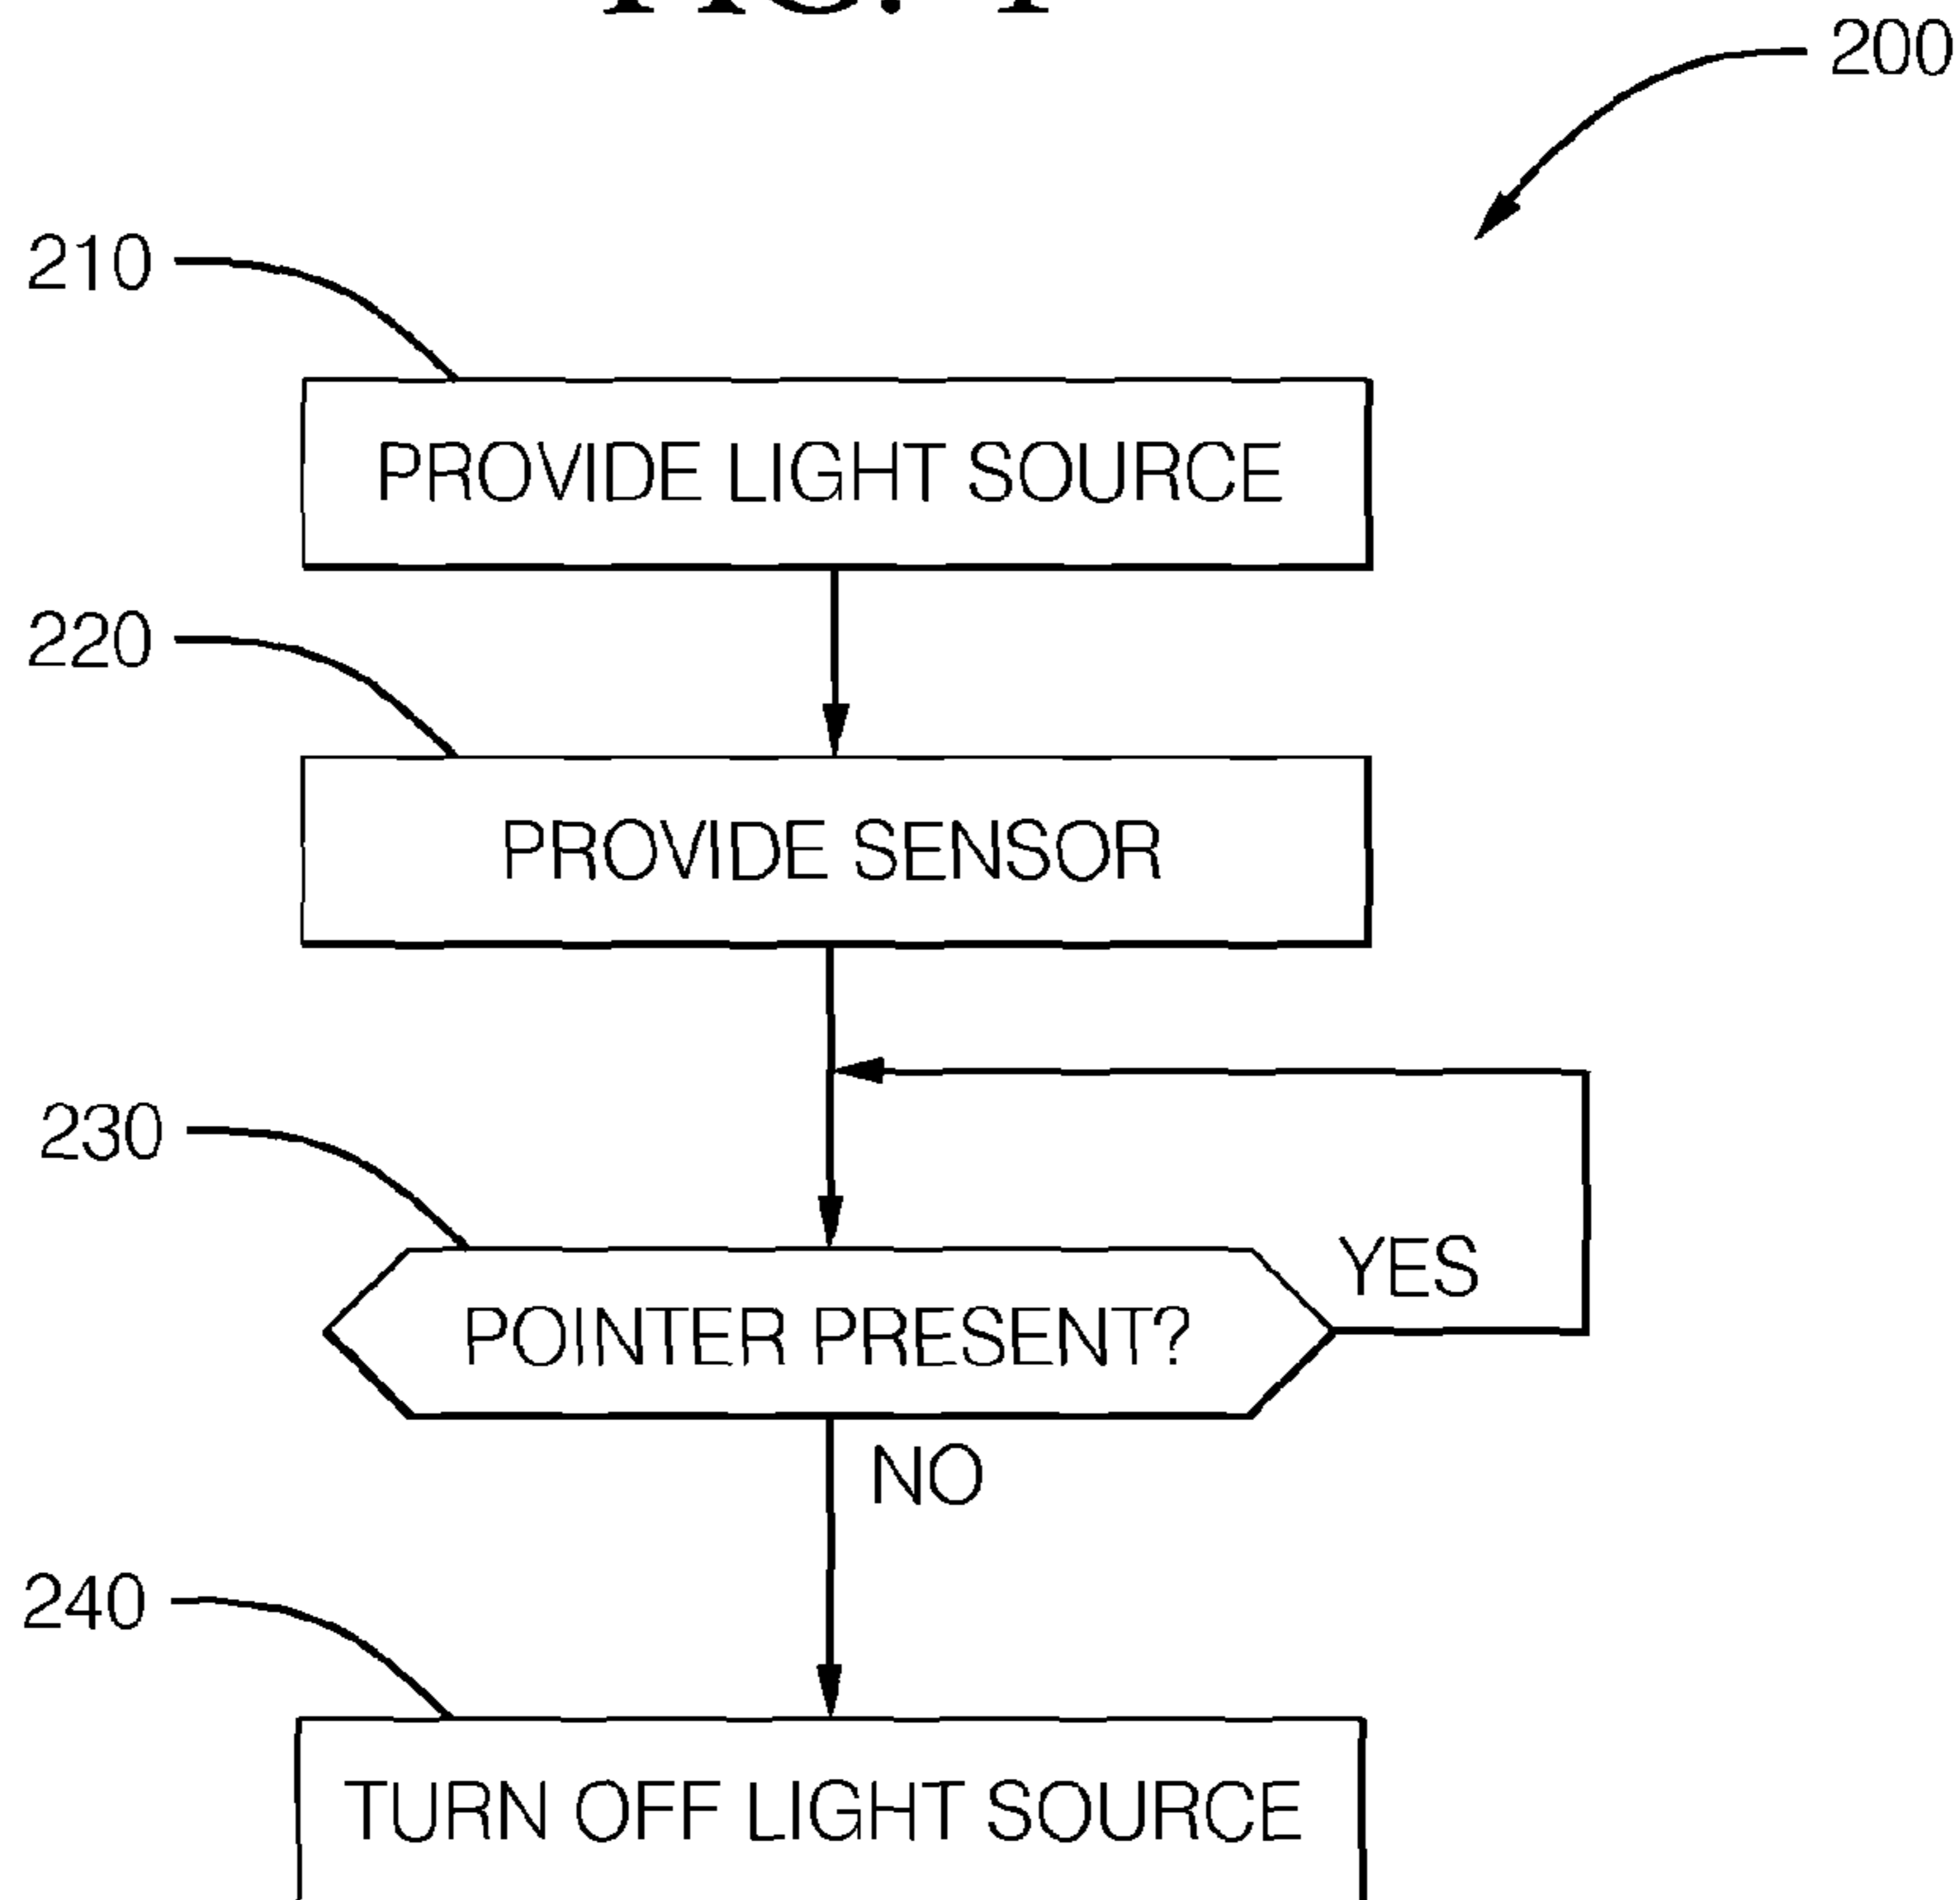 200
210
PROVIDE LIGHT SOURCE
220
PROVIDE SENSOR
230
YES
POINTER PRESENT?
NO
240
TURN OFF LIGHT SOURCE